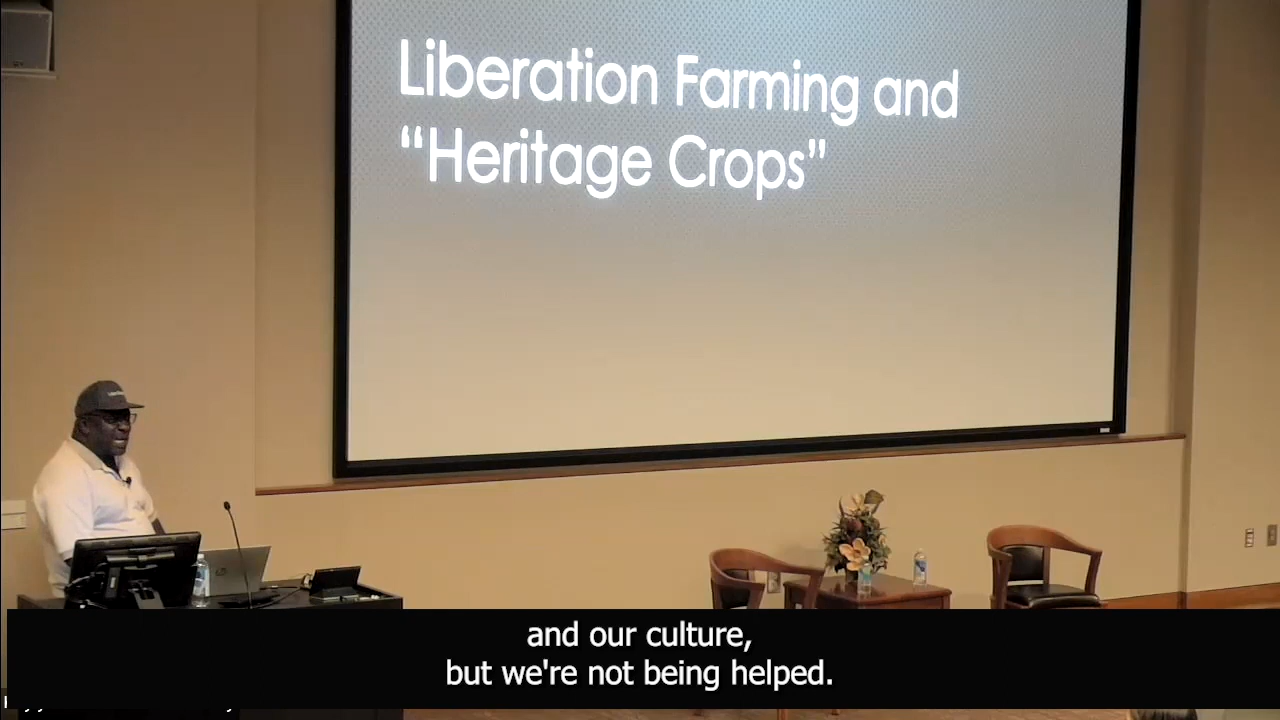 Liberation Farming and
“Heritage Crops”
and our culture,
but we're not being helped.